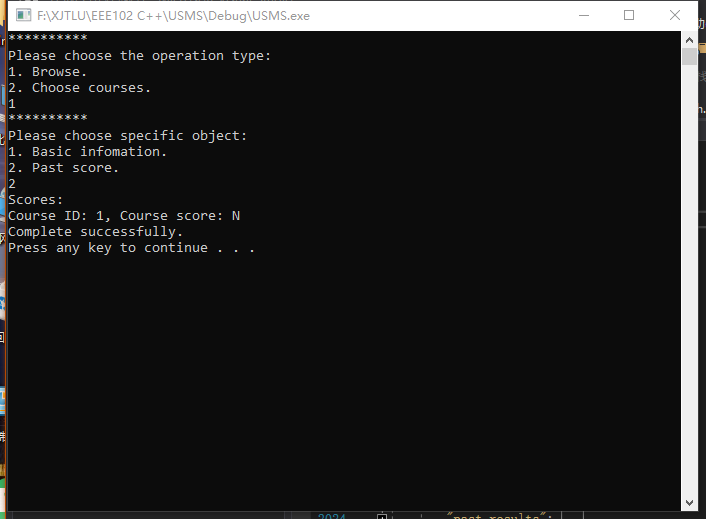 F:\XJTLU\EEE102 C++\USMS\Debug\USMS.exe
**********
Please choose the operation type:
1. Browse.
2. Choose courses.
1
**********
Please choose specific object:
1. Basic infomation.
2. Past score.
2
Scores:
Course ID: 1, Course score: N
Complete successfully.
Press any key to continue . . .